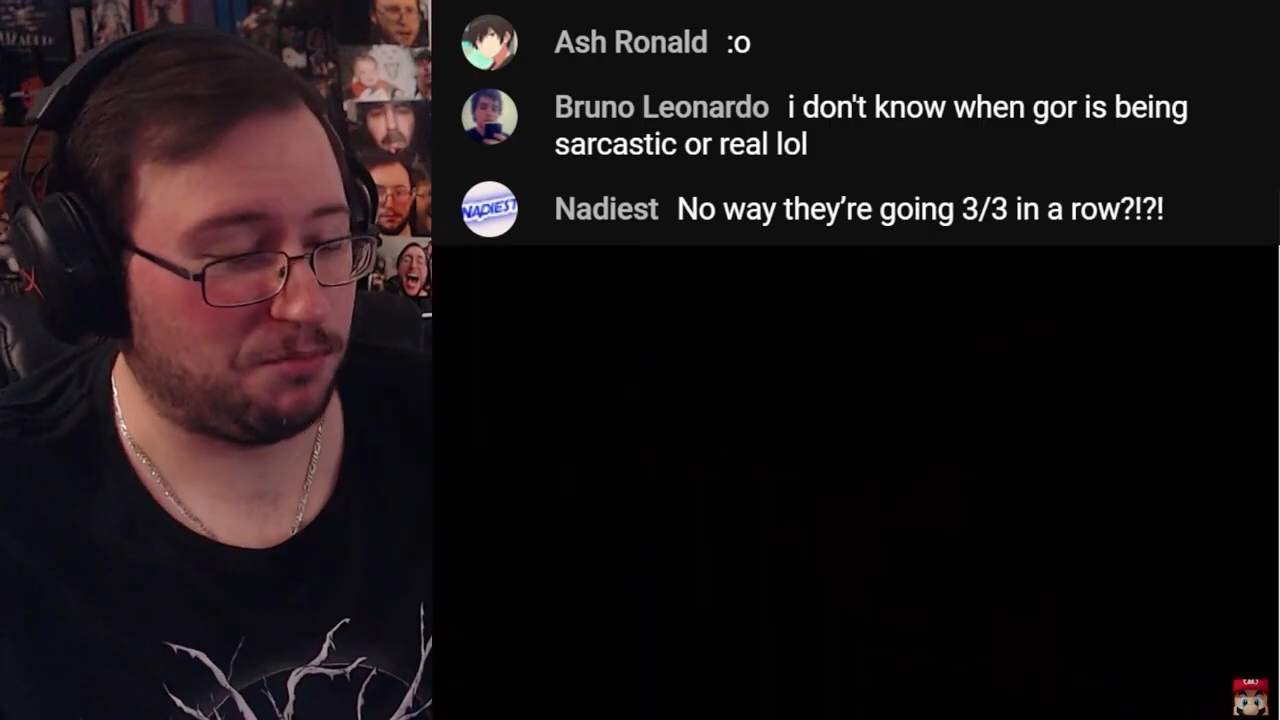 Ash Ronald :o
Bruno Leonardo i don't know when gor is being
sarcastic or real lol
NADIEST
Nadiest No way they’re going 3/3 in a row?!?!